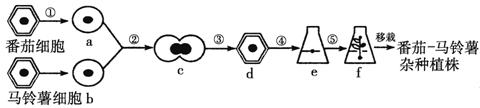 ① ② ③ ④ ⑤ 移栽
番茄细胞 a c d e f 番茄-马铃薯
杂种植株
马铃薯细胞 b